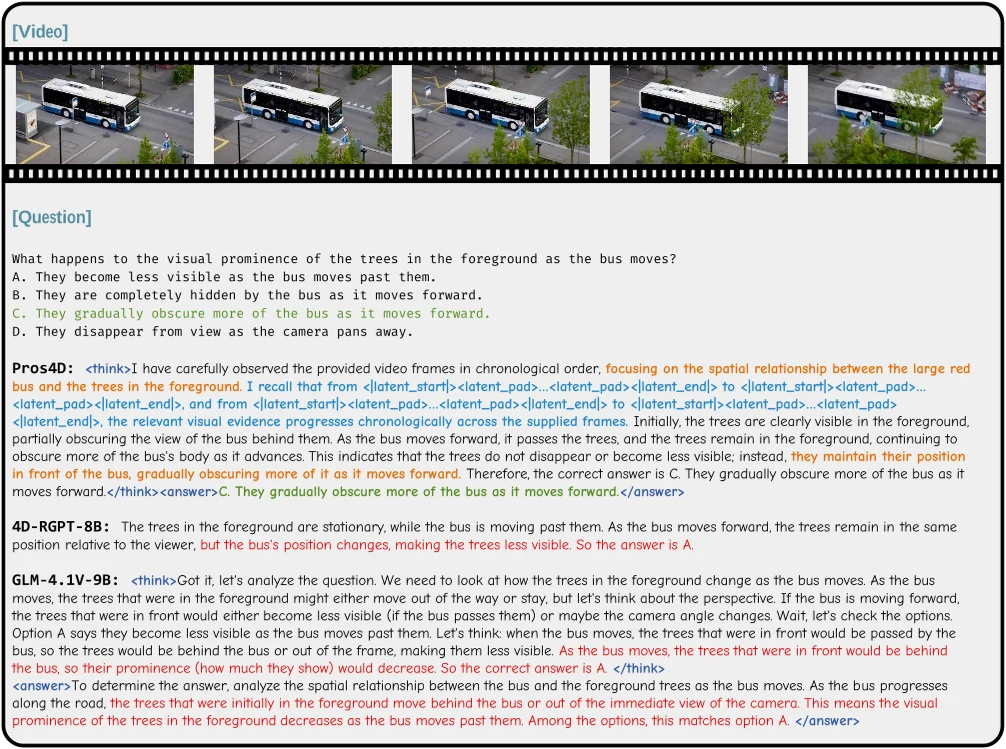 [Video]
[Question]
What happens to the visual prominence of the trees in the foreground as the bus moves?
A. They become less visible as the bus moves past them.
B. They are completely hidden by the bus as it moves forward.
C. They gradually obscure more of the bus as it moves forward.
D. They disappear from view as the camera pans away.
Pros4D: <think>I have carefully observed the provided video frames in chronological order, focusing on the spatial relationship between the large red
bus and the trees in the foreground. I recall that from <|latent_start|><latent_pad>...<latent_pad><|latent_end|> to <|latent_start|><latent_pad>...
<latent_pad><|latent_end|>, and from <|latent_start|><latent_pad>...<latent_pad><|latent_end|> to <|latent_start|><latent_pad>...<latent_pad>
<|latent_end|>, the relevant visual evidence progresses chronologically across the supplied frames. Initially, the trees are clearly visible in the foreground,
partially obscuring the view of the bus behind them. As the bus moves forward, it passes the trees, and the trees remain in the foreground, continuing to
obscure more of the bus's body as it advances. This indicates that the trees do not disappear or become less visible; instead, they maintain their position
in front of the bus, gradually obscuring more of it as it moves forward. Therefore, the correct answer is C. They gradually obscure more of the bus as it
moves forward.</think><answer>C. They gradually obscure more of the bus as it moves forward.</answer>
4D-RGPT-8B: The trees in the foreground are stationary, while the bus is moving past them. As the bus moves forward, the trees remain in the same
position relative to the viewer, but the bus's position changes, making the trees less visible. So the answer is A.
GLM-4.1V-9B: <think>Got it, let's analyze the question. We need to look at how the trees in the foreground change as the bus moves. As the bus
moves, the trees that were in the foreground might either move out of the way or stay, but let's think about the perspective. If the bus is moving forward,
the trees that were in front would either become less visible (if the bus passes them) or maybe the camera angle changes. Wait, let's check the options.
Option A says they become less visible as the bus moves past them. Let's think: when the bus moves, the trees that were in front would be passed by the
bus, so the trees would be behind the bus or out of the frame, making them less visible. As the bus moves, the trees that were in front would be behind
the bus, so their prominence (how much they show) would decrease. So the correct answer is A. </think>
<answer>To determine the answer, analyze the spatial relationship between the bus and the foreground trees as the bus moves. As the bus progresses
along the road, the trees that were initially in the foreground move behind the bus or out of the immediate view of the camera. This means the visual
prominence of the trees in the foreground decreases as the bus moves past them. Among the options, this matches option A. </answer>